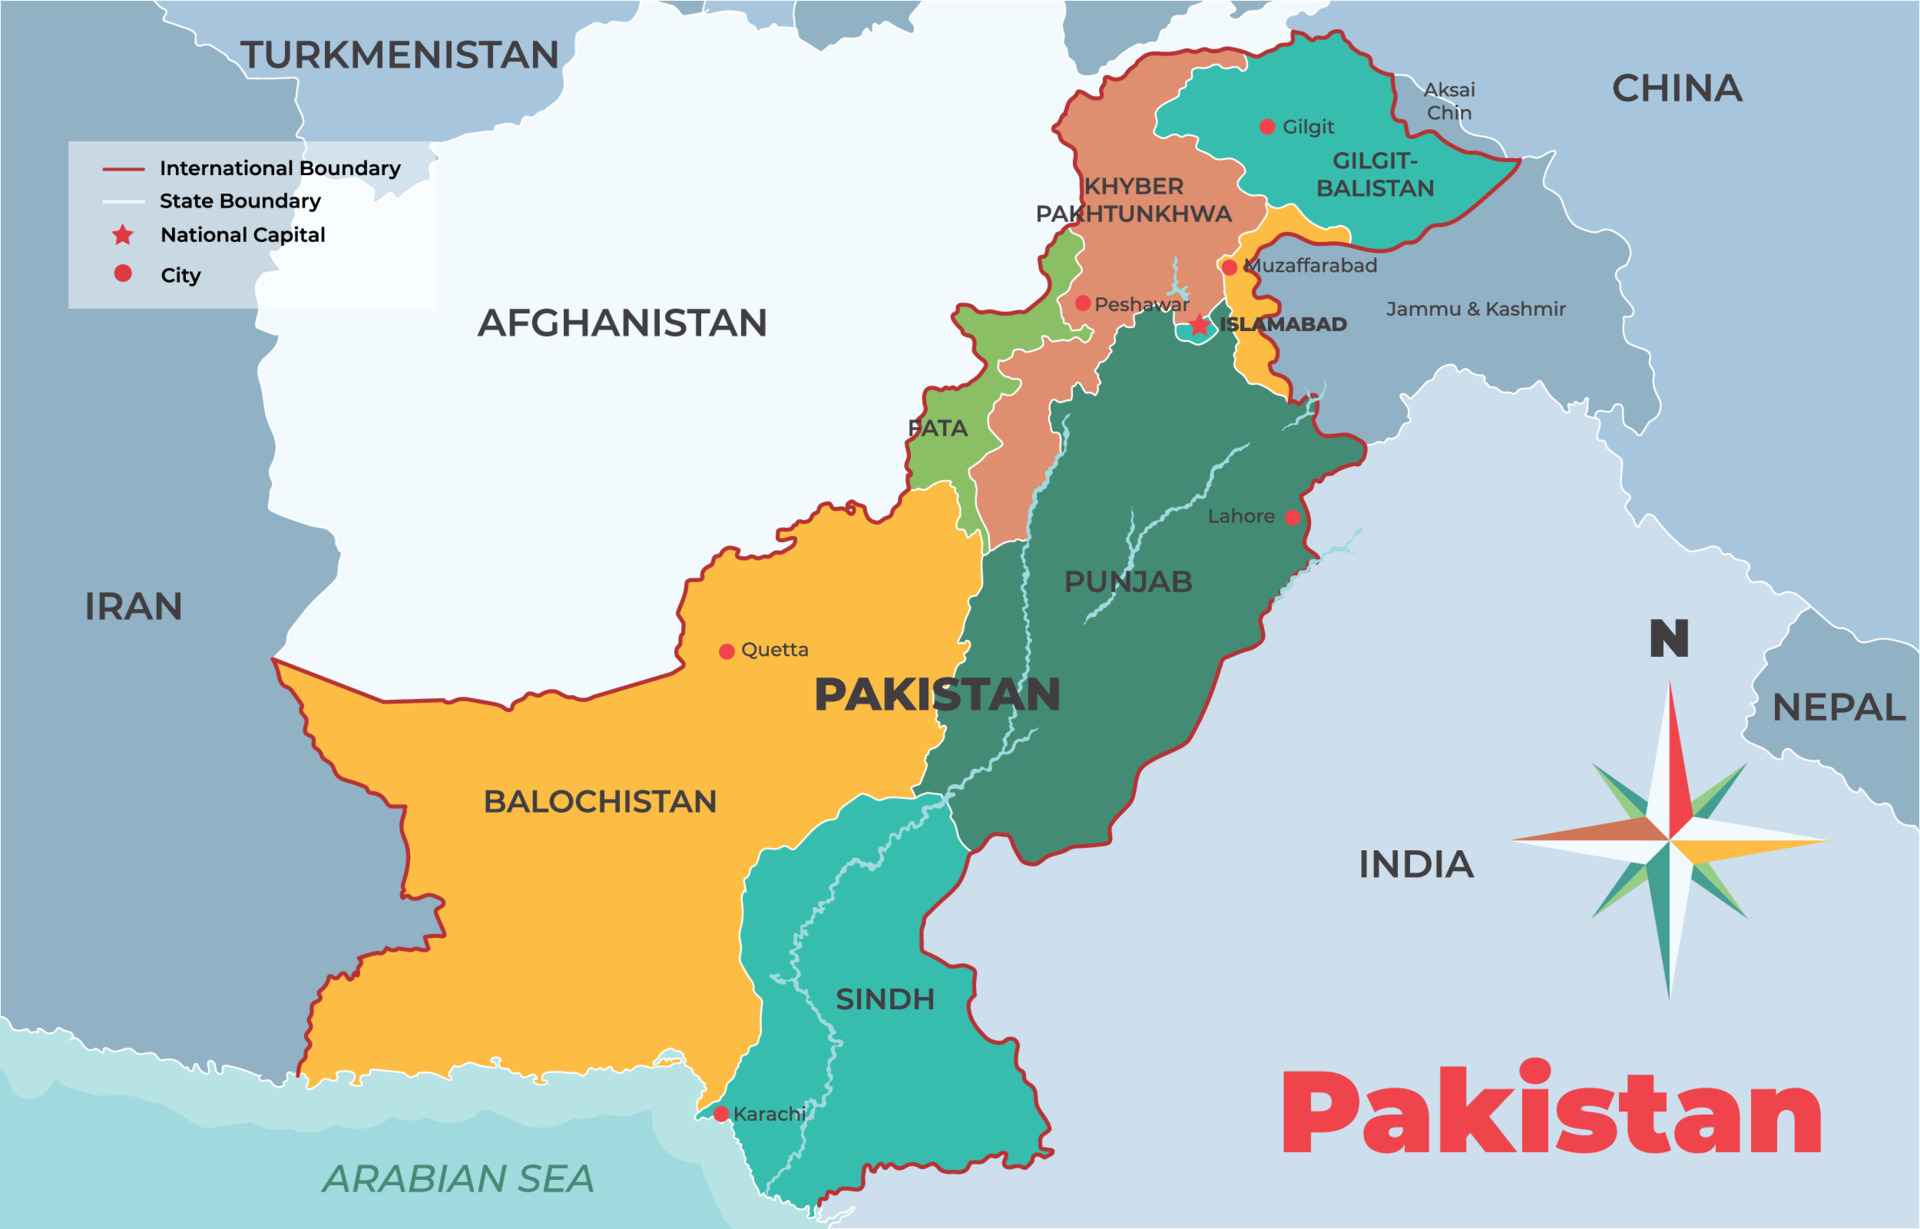 TURKMENISTAN
CHINA
Aksai
Chin
Gilgit
GILGIT-
BALISTAN
International Boundary
State Boundary
National Capital
City
KHYBER
PAKHTUNKHWA
Muzaffarabad
Peshawar
Jammu & Kashmir
ISLAMABAD
AFGHANISTAN
FATA
Lahore
PUNJAB
IRAN
N
Quetta
PAKISTAN
NEPAL
BALOCHISTAN
INDIA
SINDH
Karachi
Pakistan
ARABIAN SEA